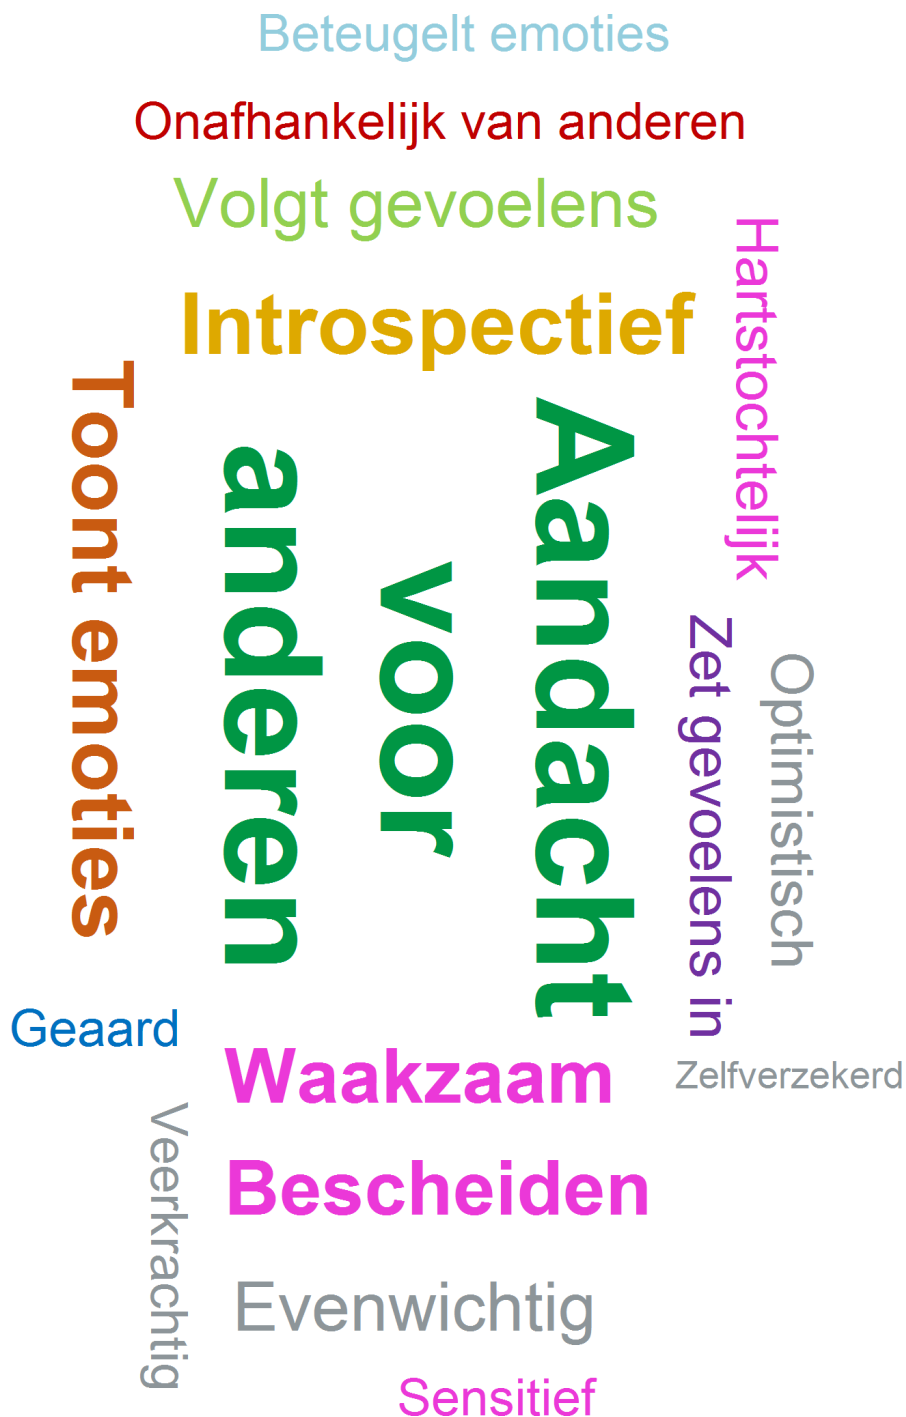 Beteugelt emoties
Onafhankelijk van anderen
Volgt gevoelens
Hartstochtelijk
Introspectief
Toont emoties
Aandacht
voor
anderen
Zet gevoelens in
Optimistisch
Geaard
Waakzaam
Zelfverzekerd
Veerkrachtig
Bescheiden
Evenwichtig
Sensitief